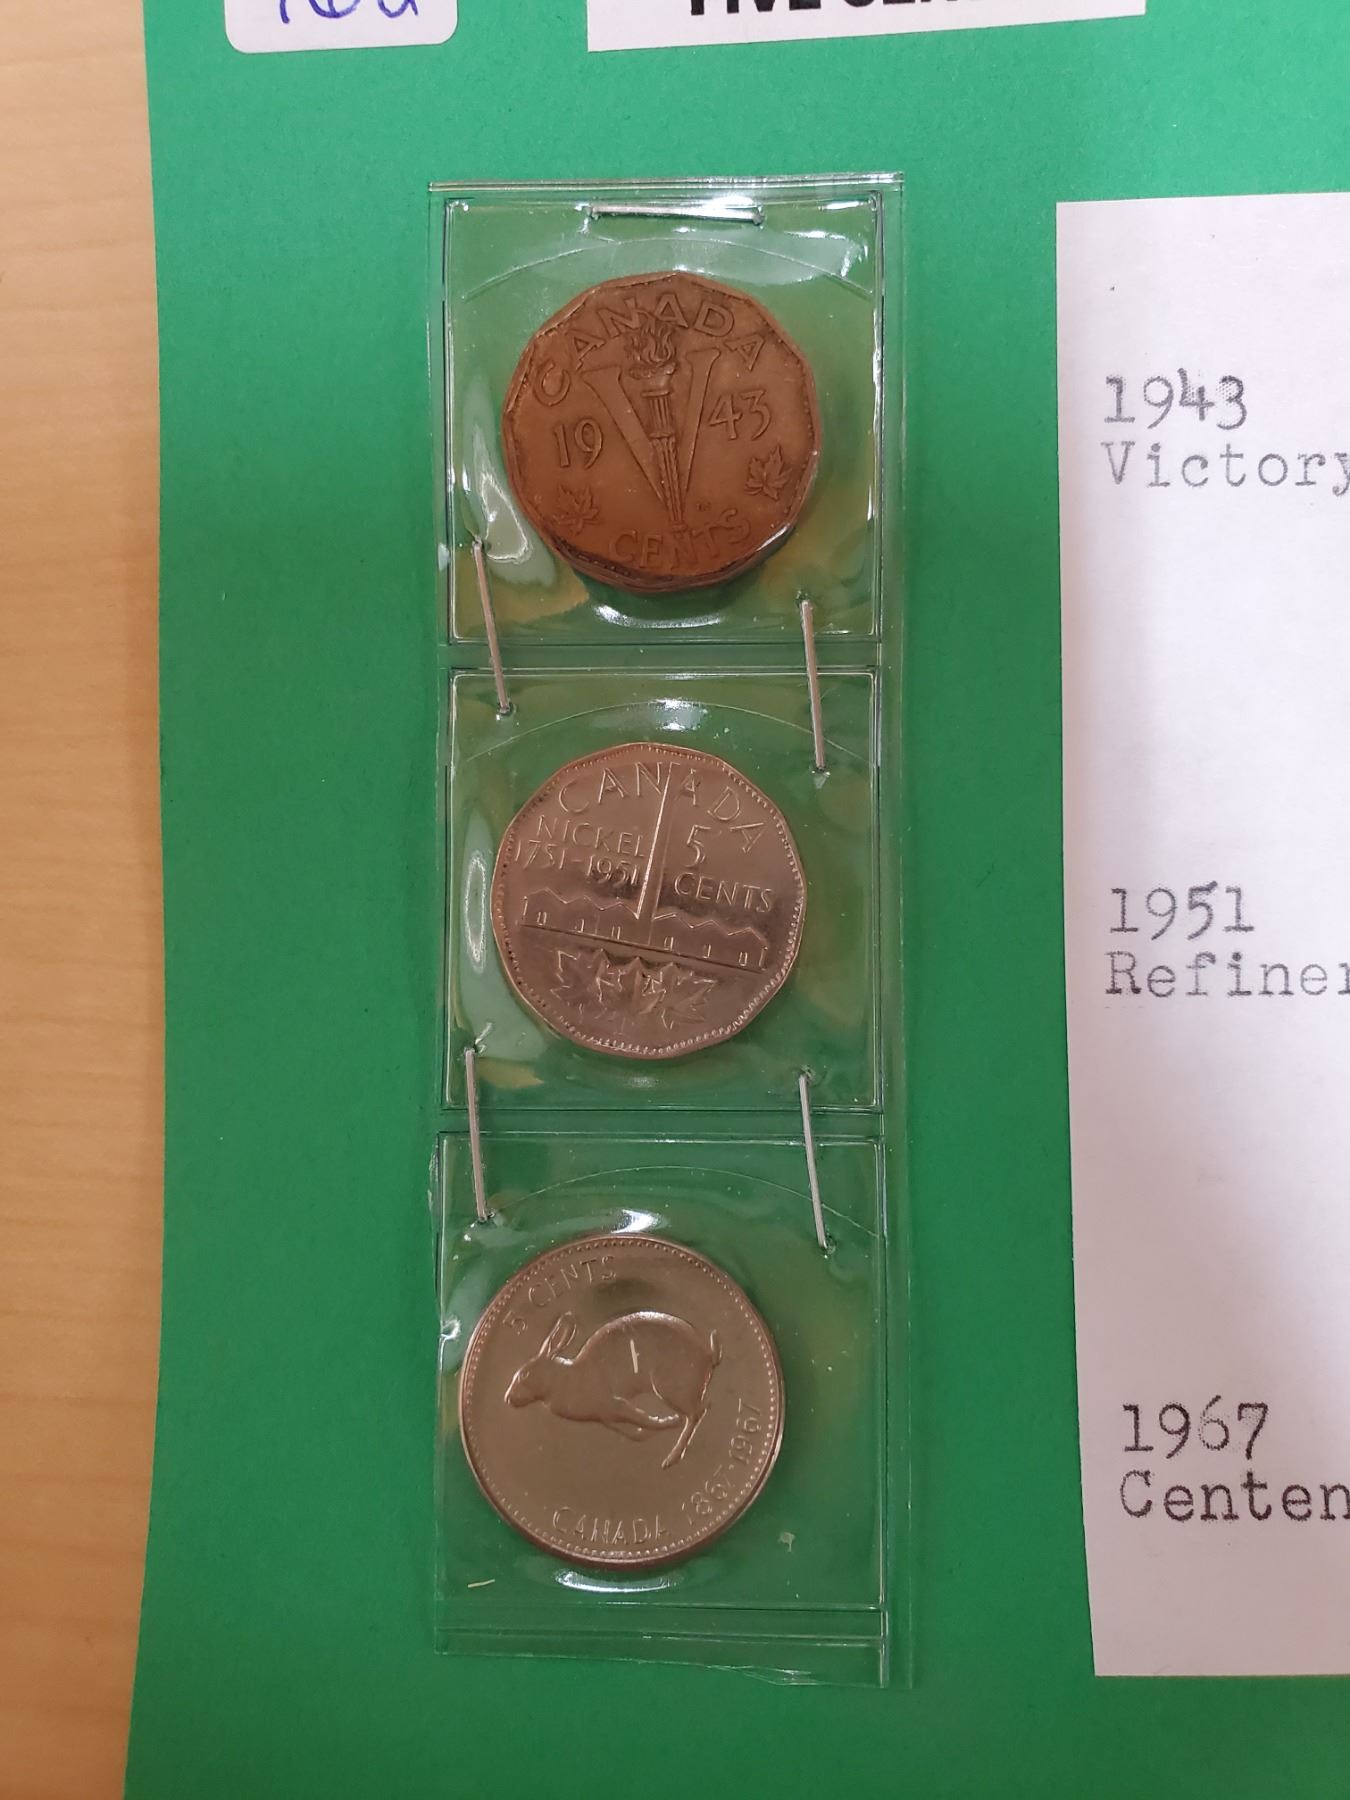 CANADA
19 43
CENTS
1943
Victory
CANADA
NICKEL 5
1751-1951 CENTS
1951
Refiner
5 CENTS
CANADA 1867-1967
1967
Centen